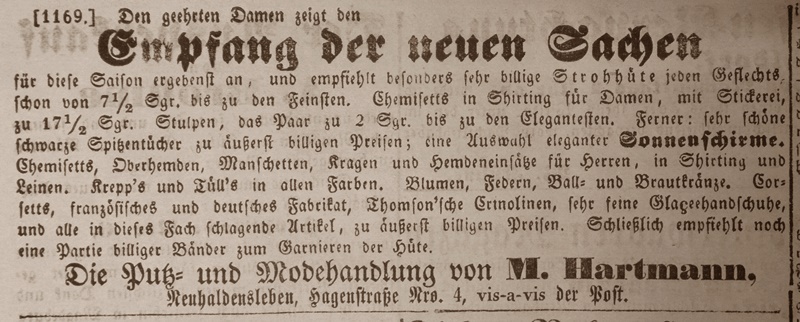 [1169.] Den geehrten Damen zeigt den
Empfang der neuen Sachen
für diese Saison ergebenst an, und empfiehlt besonders sehr billige Strohhüte jeden Geflechts,
schon von 7½ Sgr. bis zu den Feinsten. Chemisetts in Shirting für Damen, mit Stickerei,
zu 17½ Sgr. Stulpen, das Paar zu 2 Sgr. bis zu den Elegantesten. Ferner: sehr schöne
schwarze Spitzentücher zu äußerst billigen Preisen; eine Auswahl eleganter Sonnenschirme.
Chemisetts, Oberhemden, Manschetten, Kragen und Hemdeneinsätze für Herren, in Shirting und
Leinen. Krepp's und Tüll's in allen Farben. Blumen, Federn, Ball- und Brautkränze. Cor-
setts, französisches und deutsches Fabrikat, Thomson'sche Crinolinen, sehr feine Glaçeehandschuhe,
und alle in dieses Fach schlagende Artikel, zu äußerst billigen Preisen. Schließlich empfiehlt noch
eine Partie billiger Bänder zum Garnieren der Hüte.
Die Putz- und Modehandlung von M. Hartmann,
Neuhaldensleben, Hagenstraße Nro. 4, vis-a-vis der Post.